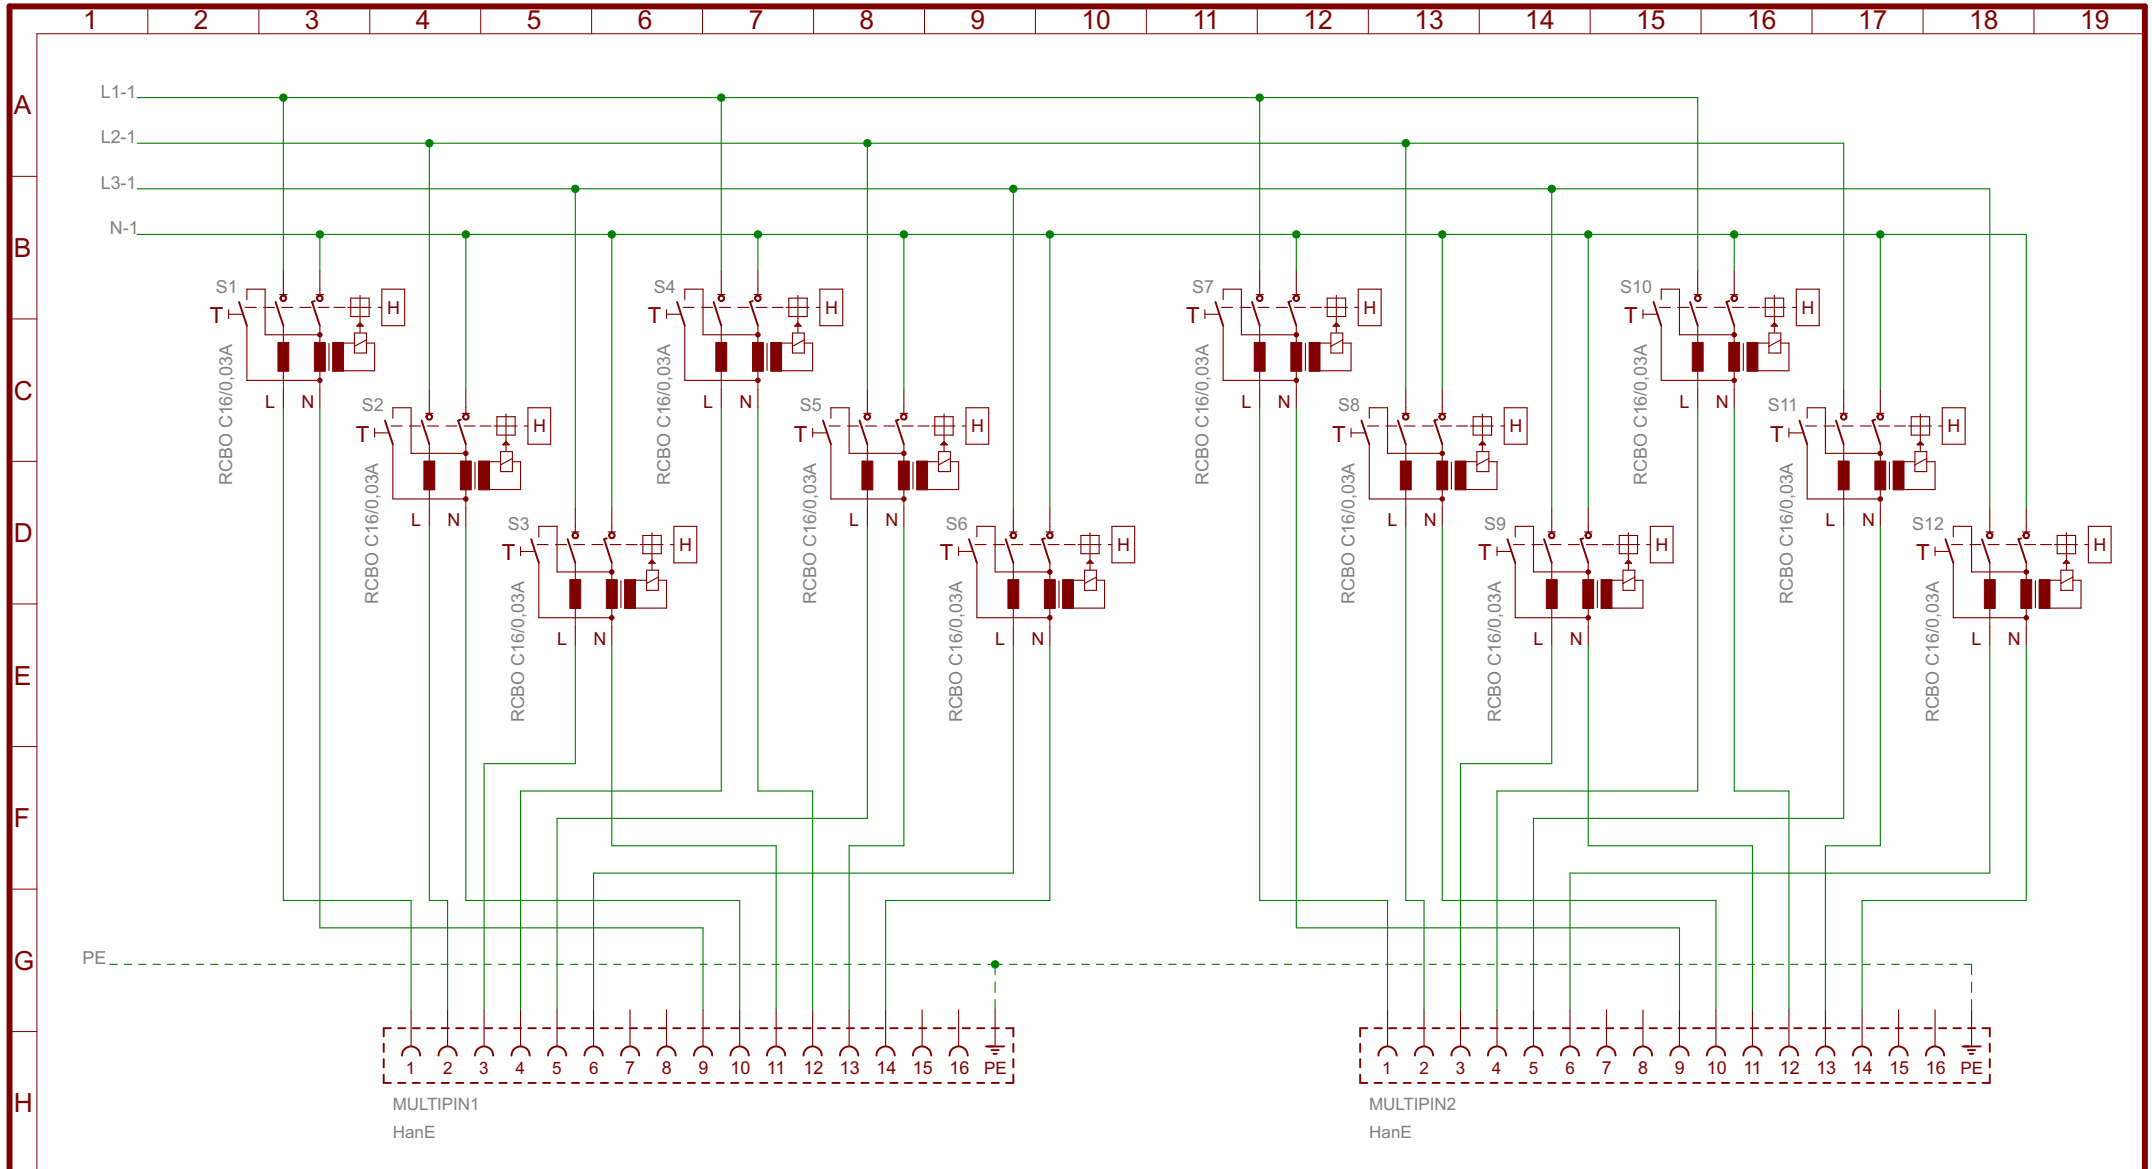 1 2 3 4 5 6 7 8 9 10 11 12 13 14 15 16 17 18 19
A
L1-1
L2-1
L3-1
B
N-1
S1 H S4 H S7 H S10 H
T T T T
RCBO C16/0,03A RCBO C16/0,03A RCBO C16/0,03A RCBO C16/0,03A
C
L N L N L N L N
S2 H S5 H S8 H S11 H
T T T T
RCBO C16/0,03A RCBO C16/0,03A RCBO C16/0,03A RCBO C16/0,03A
D
L N L N L N L N
S3 H S6 H S9 H S12 H
T T T T
RCBO C16/0,03A RCBO C16/0,03A RCBO C16/0,03A RCBO C16/0,03A
L N L N L N L N
E
F
G
PE
1 2 3 4 5 6 7 8 9 10 11 12 13 14 15 16 PE
1 2 3 4 5 6 7 8 9 10 11 12 13 14 15 16 PE
H
MULTIPIN1
HanE
MULTIPIN2
HanE